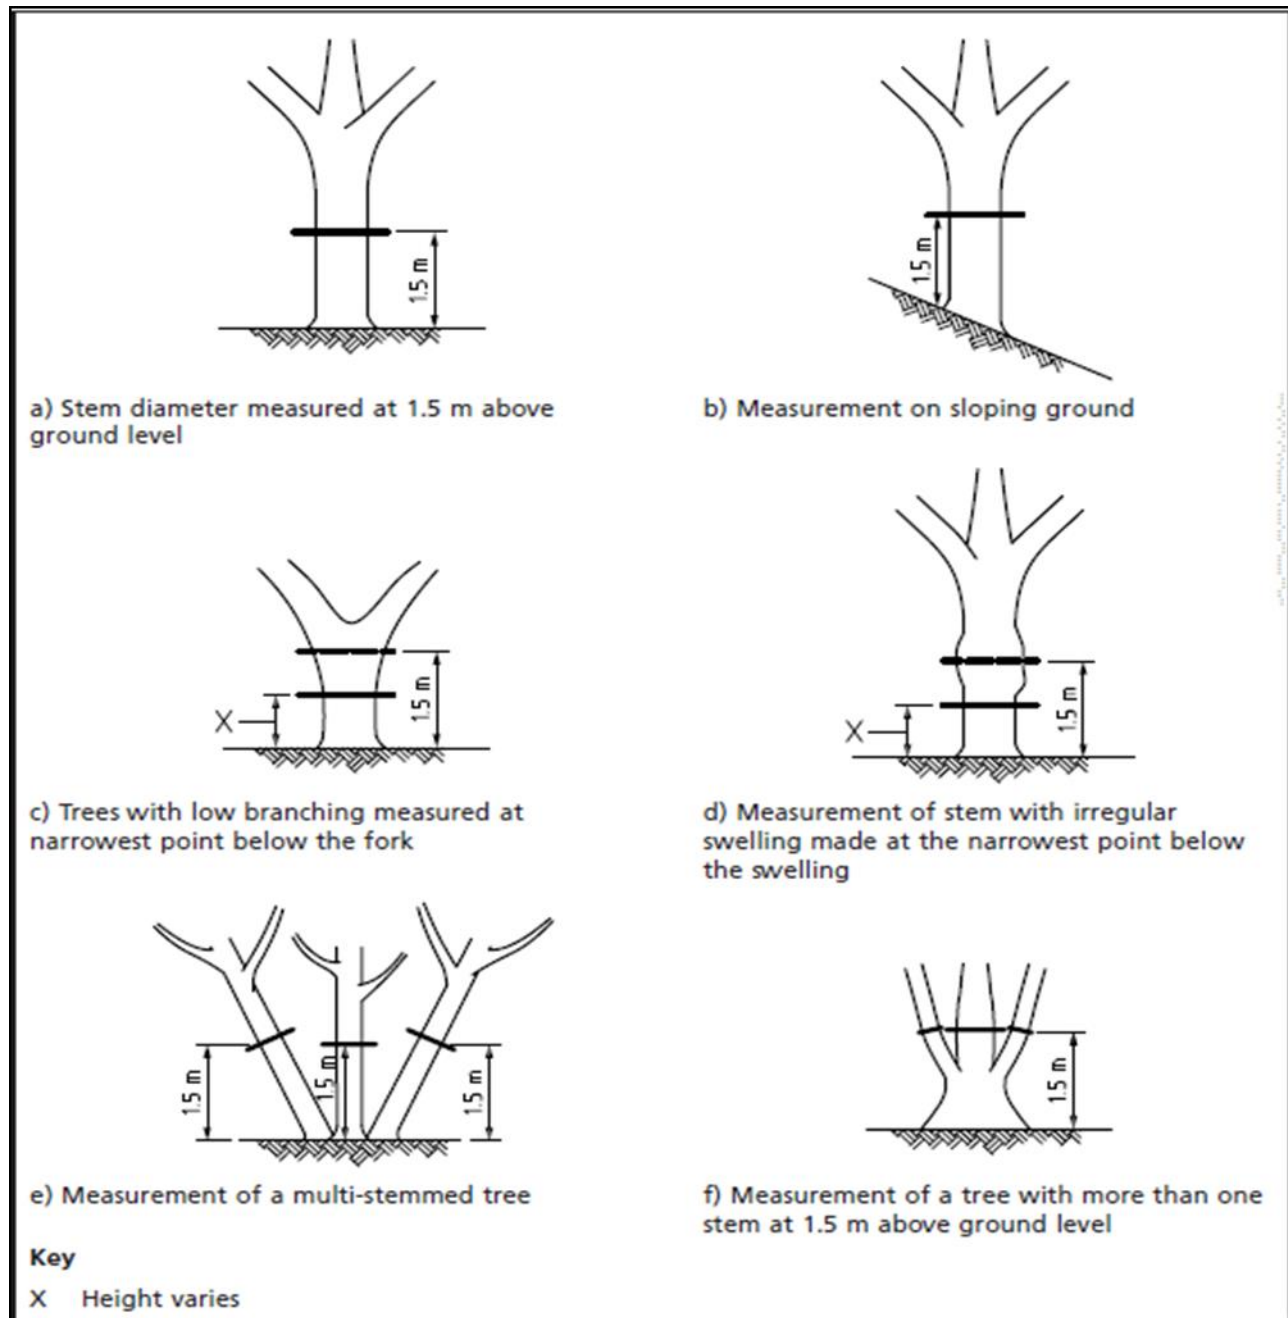 1.5 m
1.5 m
a) Stem diameter measured at 1.5 m above
ground level
b) Measurement on sloping ground
X
1.5 m
X
1.5 m
c) Trees with low branching measured at
narrowest point below the fork
d) Measurement of stem with irregular
swelling made at the narrowest point below
the swelling
1.5 m
1.5 m
1.5 m
1.5 m
e) Measurement of a multi-stemmed tree
f) Measurement of a tree with more than one
stem at 1.5 m above ground level
Key
X Height varies